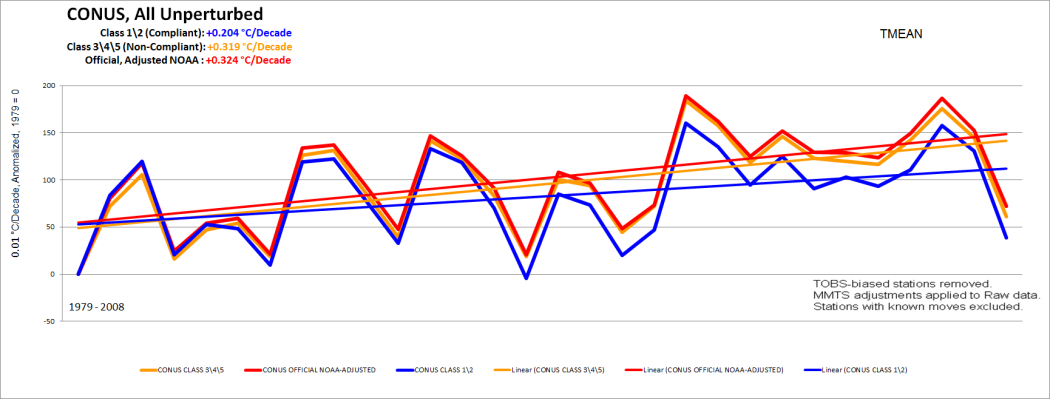 CONUS, All Unperturbed
Class 1\2 (Compliant): +0.204 °C/Decade
Class 3\4\5 (Non-Compliant): +0.319 °C/Decade
Official, Adjusted NOAA : +0.324 °C/Decade
TMEAN
0.01 °C/Decade, Anomalized, 1979 = 0
200
150
100
50
0
-50
1979 - 2008
TOBS-biased stations removed.
MMTS adjustments applied to Raw data.
Stations with known moves excluded.
CONUS CLASS 3\4\5 CONUS OFFICIAL NOAA-ADJUSTED CONUS CLASS 1\2 Linear (CONUS CLASS 3\4\5) Linear (CONUS OFFICIAL NOAA-ADJUSTED) Linear (CONUS CLASS 1\2)